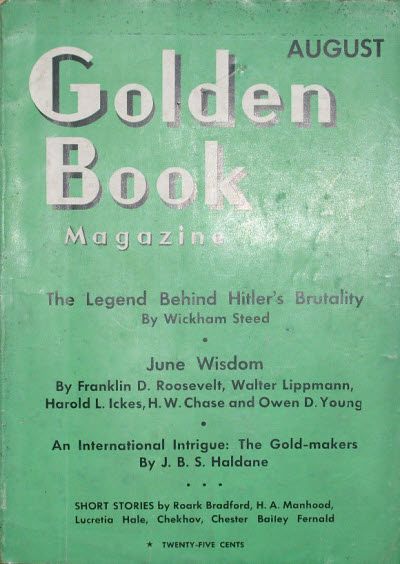 AUGUST
Golden
Book
Magazine
The Legend Behind Hitler's Brutality
By Wickham Steed
•
June Wisdom
By Franklin D. Roosevelt, Walter Lippmann,
Harold L. Ickes, H. W. Chase and Owen D. Young
•
An International Intrigue: The Gold-makers
By J. B. S. Haldane
• • •
SHORT STORIES by Roark Bradford, H. A. Manhood,
Lucretia Hale, Chekhov, Chester Bailey Fernald
★ TWENTY-FIVE CENTS